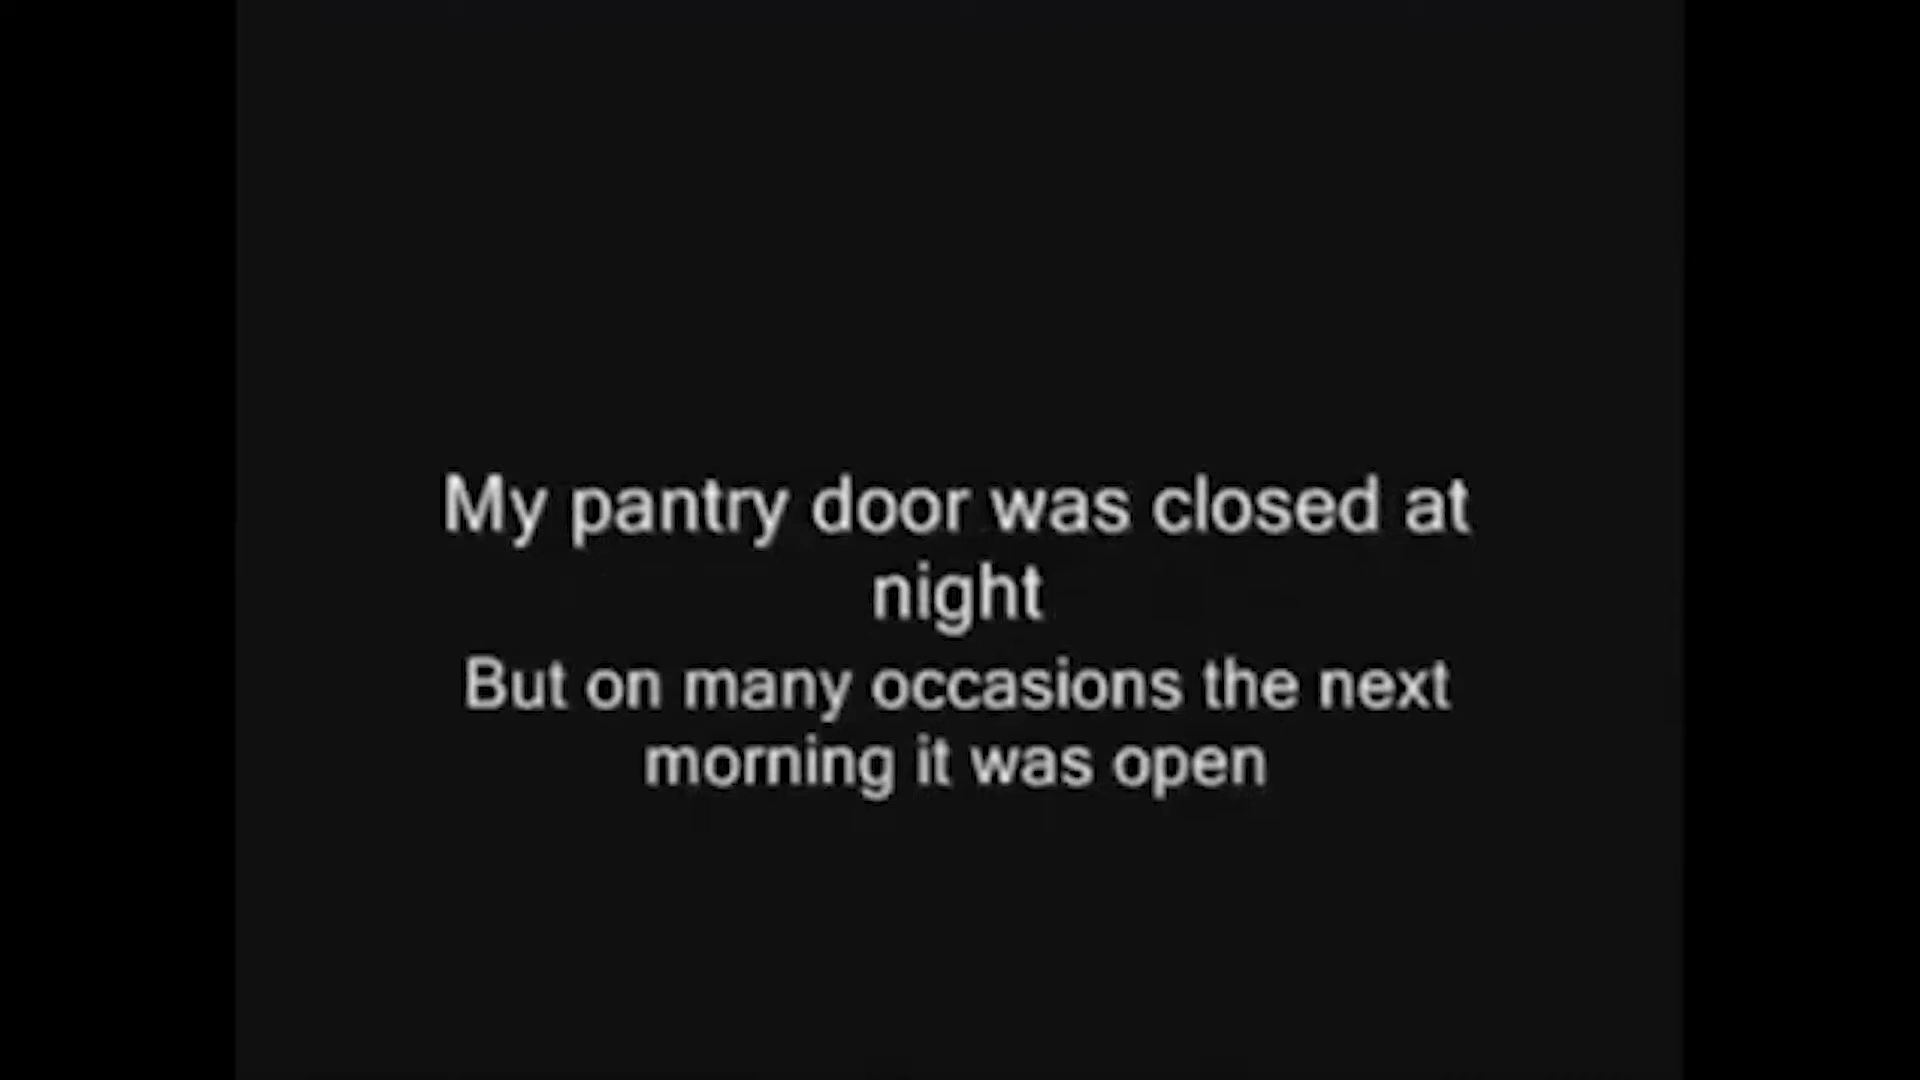 My pantry door was closed at
night
But on many occasions the next
morning it was open